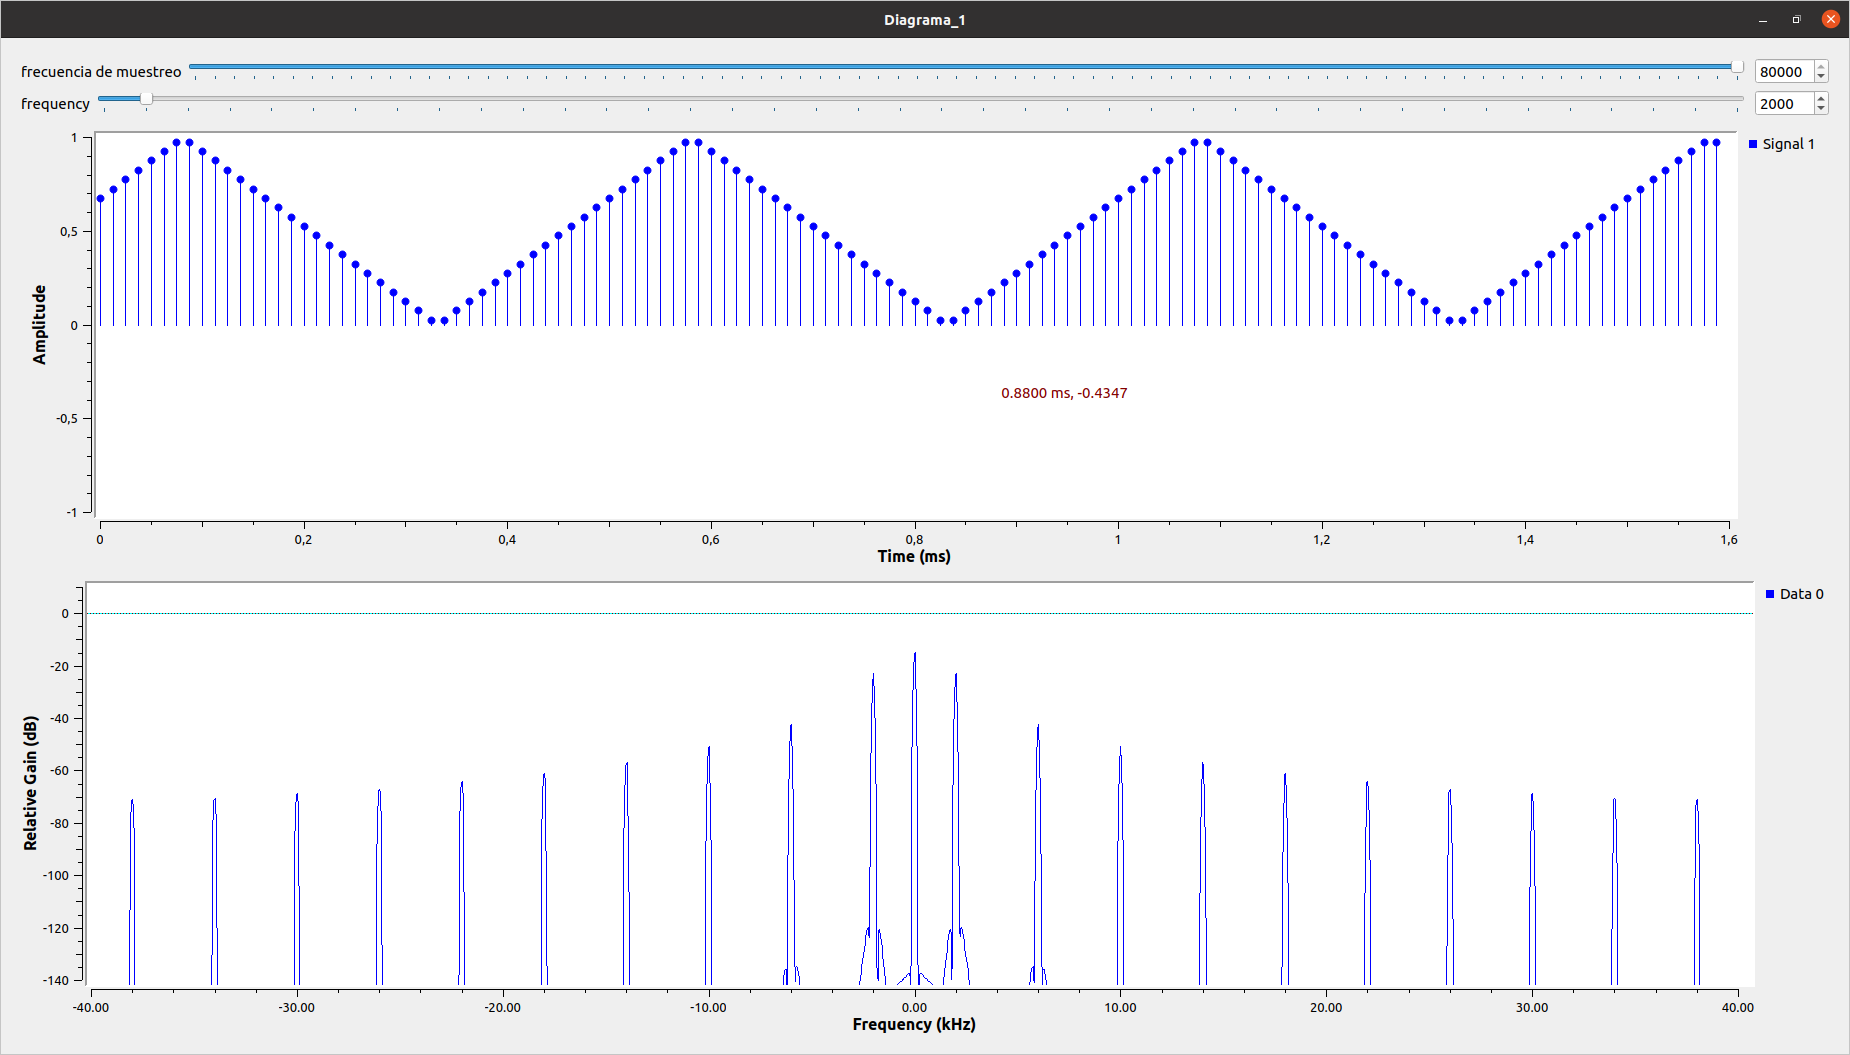 Diagrama_1
frecuencia de muestreo 80000
frequency 2000
Signal 1
1
0,5
0
-0,5
-1
Amplitude
0.8800 ms, -0.4347
0 0,2 0,4 0,6 0,8 1 1,2 1,4 1,6
Time (ms)
Data 0
0
-20
-40
-60
-80
-100
-120
-140
Relative Gain (dB)
-40.00 -30.00 -20.00 -10.00 0.00 10.00 20.00 30.00 40.00
Frequency (kHz)